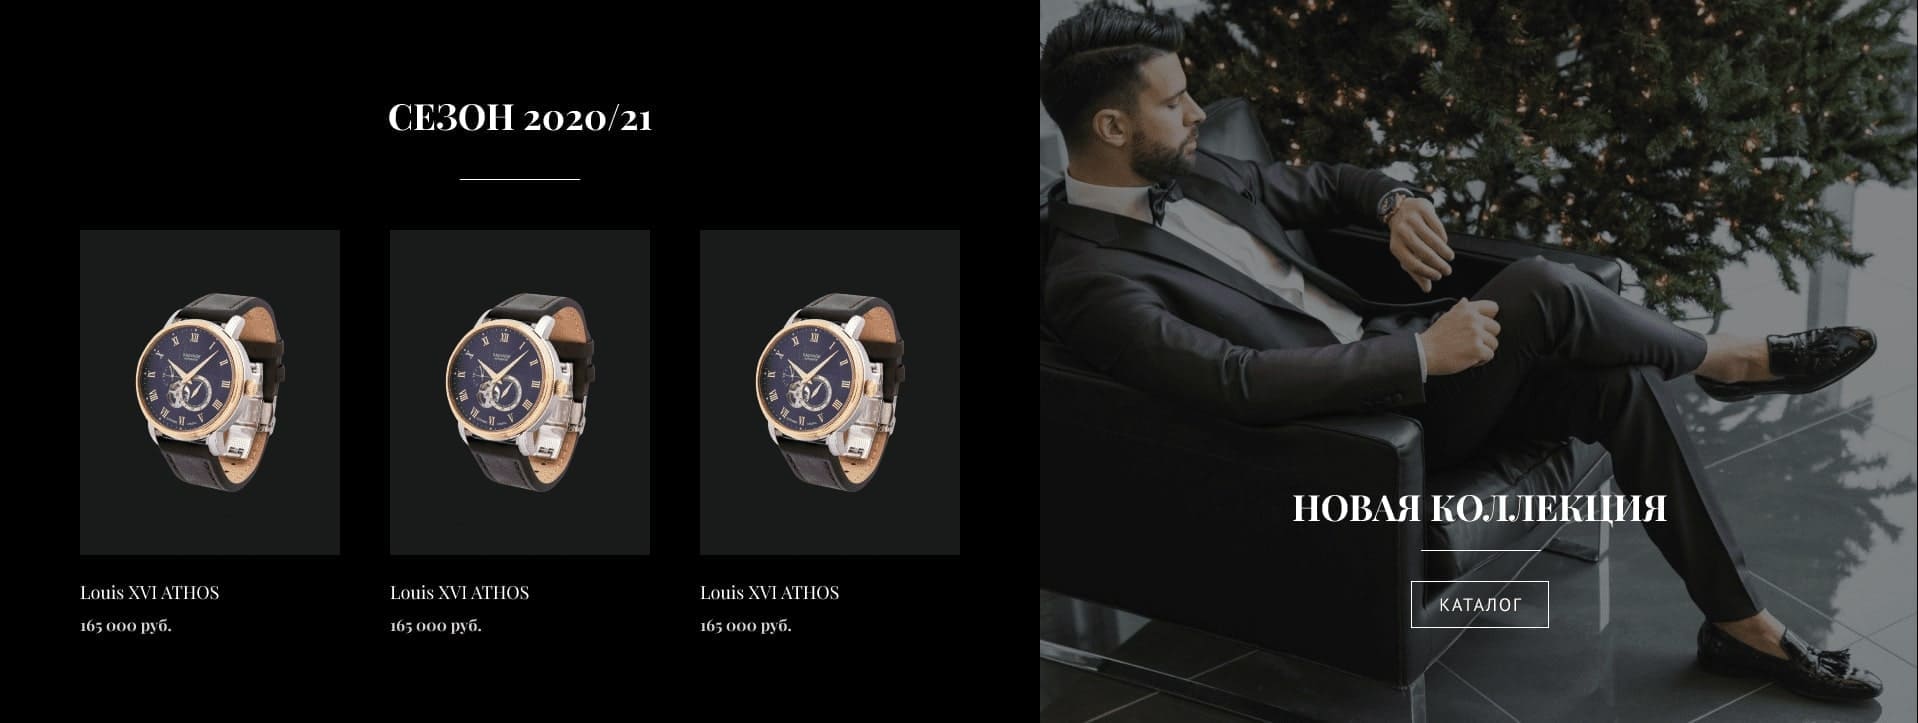 СЕЗОН 2020/21
Louis XVI ATHOS
165 000 руб.
Louis XVI ATHOS
165 000 руб.
Louis XVI ATHOS
165 000 руб.
НОВАЯ КОЛЛЕКЦИЯ
КАТАЛОГ